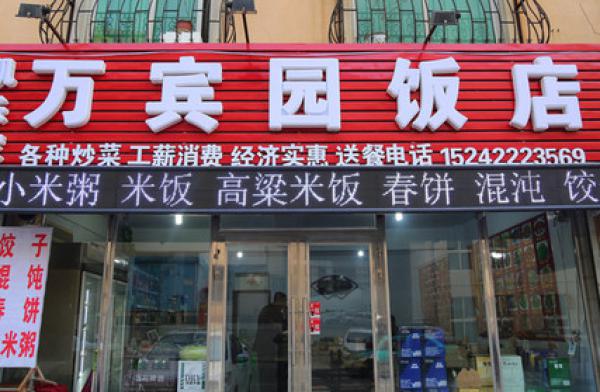 万宾园饭店
各种炒菜 工薪消费 经济实惠 送餐电话 15242223569
小米粥 米饭 高粱米饭 春饼 混沌 饺
饺子
馄饨
春饼
米粥